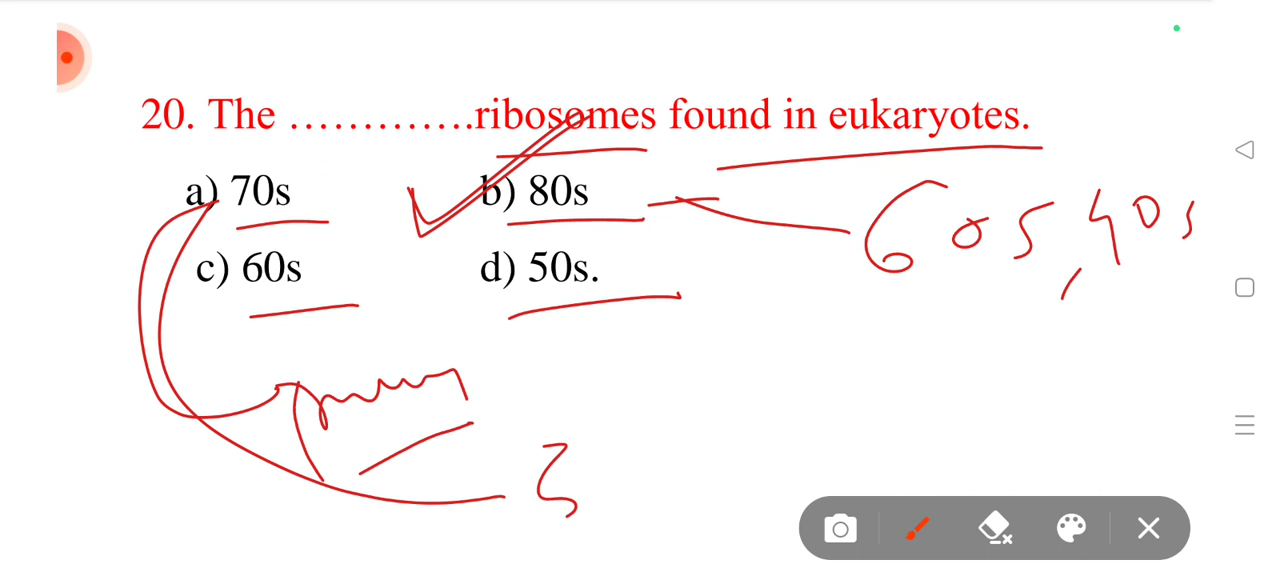 20. The ………….ribosomes found in eukaryotes.
a) 70s b) 80s
60s, 40s
c) 60s d) 50s.